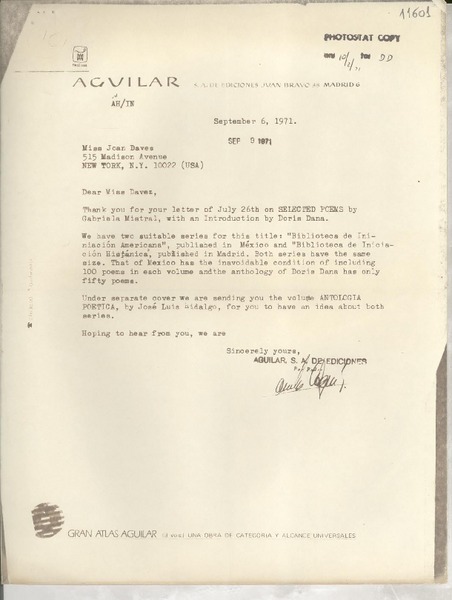 11601
PHOTOSTAT COPY
AGUILAR S. A. DE EDICIONES JUAN BRAVO 38 MADRID 6
AH/IN
September 6, 1971.
SEP 9 1971
Miss Joan Daves
515 Madison Avenue
NEW YORK, N.Y. 10022 (USA)
Dear Miss Davez,
Thank you for your letter of July 26th on SELECTED POEMS by
Gabriela Mistral, with an Introduction by Doris Dana.
We have two suitable series for this title: "Biblioteca de Ini-
niación Americana", published in México and "Biblioteca de Inicia-
ción Hispánica, published in Madrid. Both series have the same
size. That of Mexico has the inavoidable condition of including
100 poems in each volume and the anthology of Doris Dana has only
fifty poems.
Under separate cover we are sending you the volume ANTOLOGIA
POETICA, by José Luis Hidalgo, for you to have an idea about both
series.
Hoping to hear from you, we are
Sincerely yours,
AGUILAR, S. A. DE EDICIONES
GRAN ATLAS AGUILAR (3 vols.) UNA OBRA DE CATEGORIA Y ALCANCE UNIVERSALES